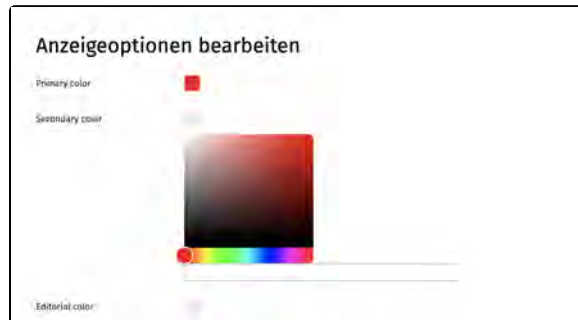 Anzeigeoptionen bearbeiten
Primary color
Secondary color
Editorial color